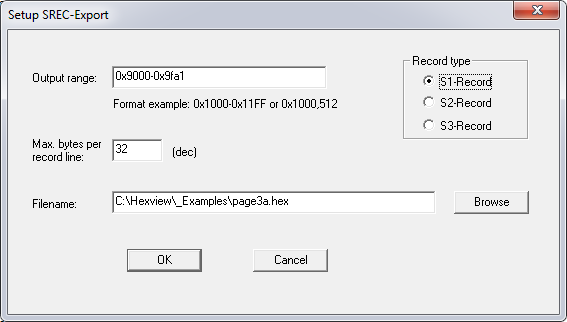 Setup SREC-Export
Record type
Output range: 0x9000-0x9fa1
S1-Record
Format example: 0x1000-0x11FF or 0x1000,512
S2-Record
S3-Record
Max. bytes per
record line:
32 (dec)
Filename: C:\Hexview\_Examples\page3a.hex Browse
OK Cancel